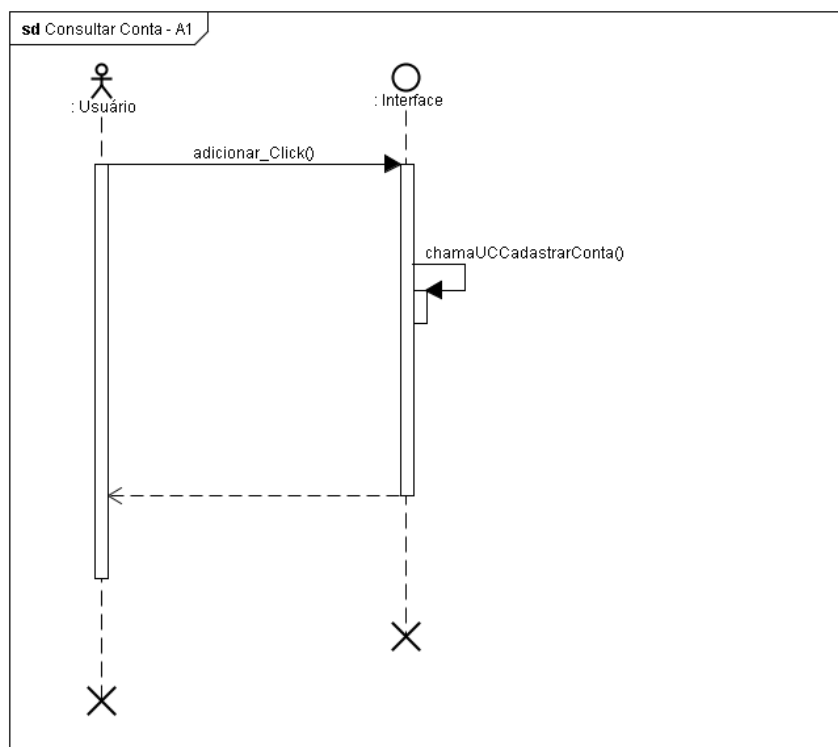 sd Consultar Conta - A1
: Usuário
: Interface
adicionar_Click()
chamaUCCadastrarConta()